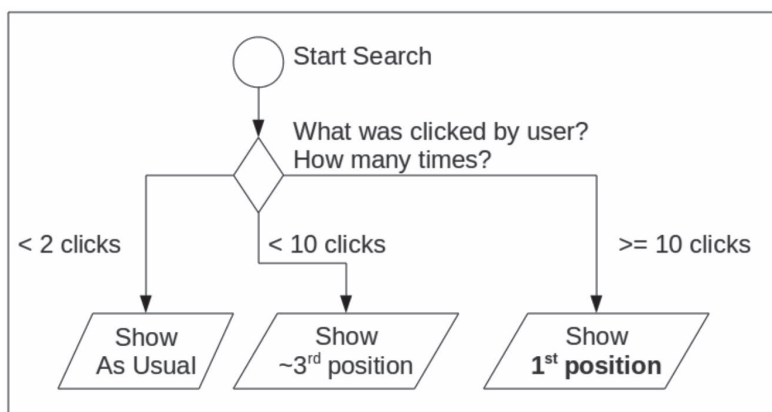 Start Search
What was clicked by user?
How many times?
< 2 clicks
< 10 clicks
>= 10 clicks
Show
As Usual
Show
~3rd position
Show
1st position